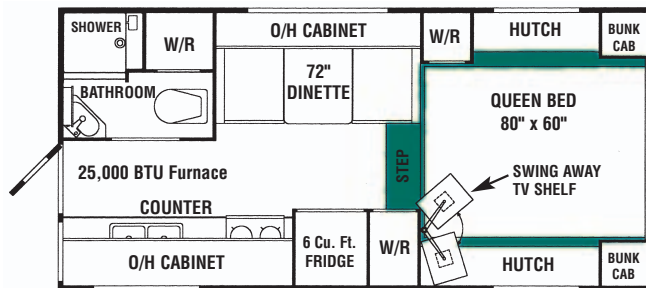 SHOWER
W/R
O/H CABINET
W/R
HUTCH
BUNK
CAB
72"
DINETTE
BATHROOM
QUEEN BED
80" x 60"
25,000 BTU Furnace
STEP
SWING AWAY
TV SHELF
COUNTER
O/H CABINET
6 Cu. Ft.
FRIDGE
W/R
HUTCH
BUNK
CAB